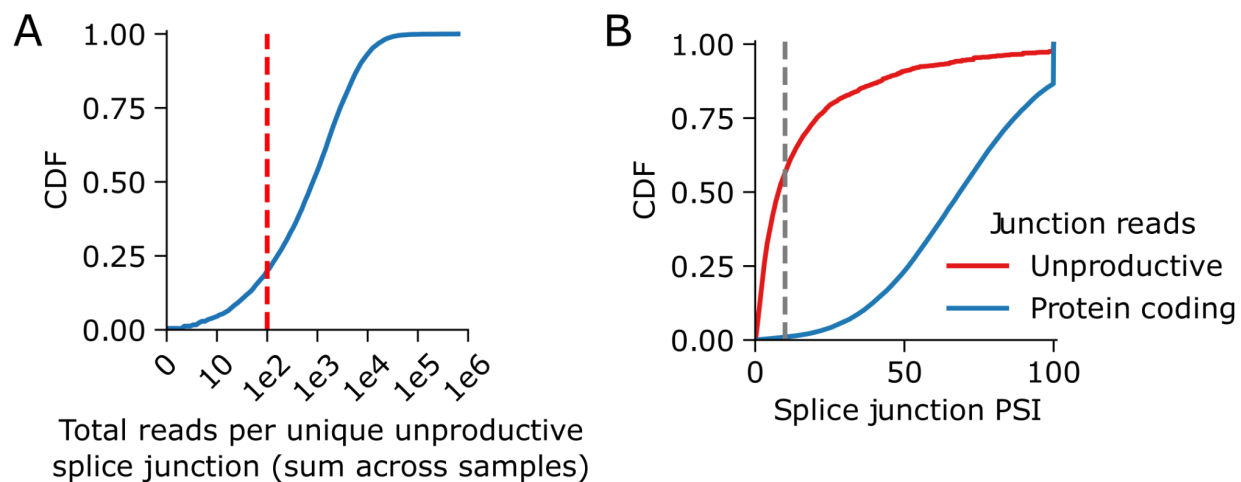 A
CDF
1.00
0.75
0.50
0.25
0.00
0
10
1e2
1e3
1e4
1e5
1e6
Total reads per unique unproductive
splice junction (sum across samples)
B
CDF
1.00
0.75
0.50
0.25
0.00
Junction reads
Unproductive
Protein coding
0
50
100
Splice junction PSI